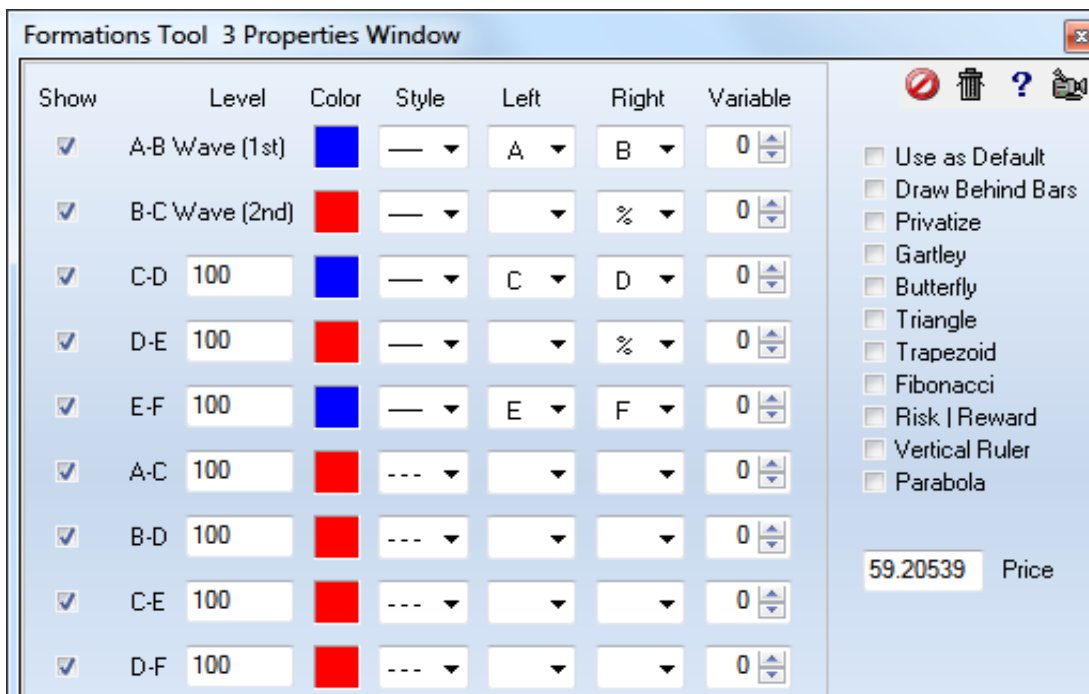 Formations Tool 3 Properties Window
Show Level Color Style Left Right Variable
A-B Wave (1st) A B 0
B-C Wave (2nd) % 0
C-D 100 C D 0
D-E 100 % 0
E-F 100 E F 0
A-C 100 0
B-D 100 0
C-E 100 0
D-F 100 0
?
Use as Default
Draw Behind Bars
Privatize
Gartley
Butterfly
Triangle
Trapezoid
Fibonacci
Risk | Reward
Vertical Ruler
Parabola
59.20539 Price